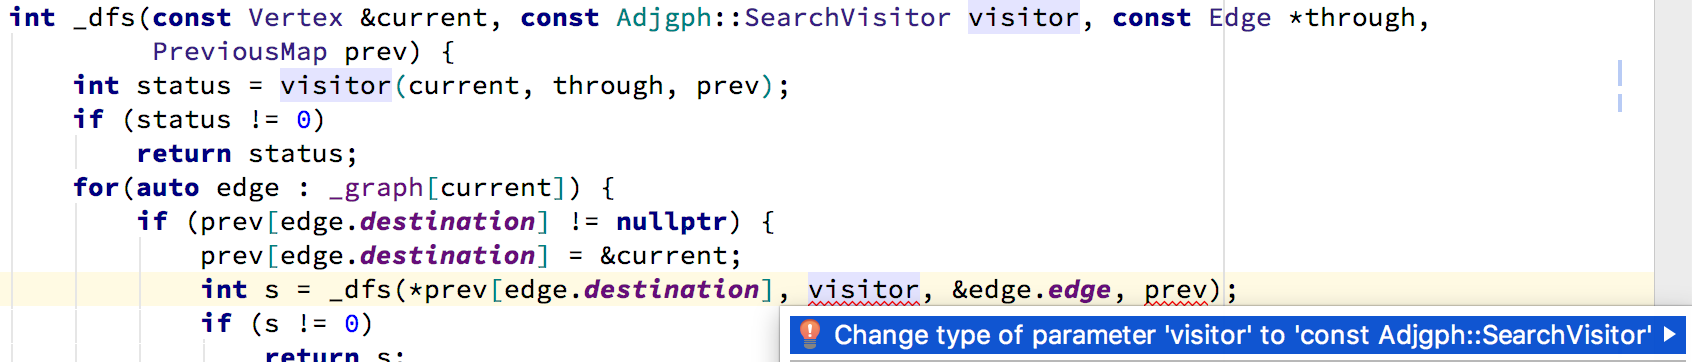 int _dfs(const Vertex &current, const Adjgph::SearchVisitor visitor, const Edge *through,
PreviousMap prev) {
int status = visitor(current, through, prev);
if (status != 0)
return status;
for(auto edge : _graph[current]) {
if (prev[edge.destination] != nullptr) {
prev[edge.destination] = &current;
int s = _dfs(*prev[edge.destination], visitor, &edge.edge, prev);
if (s != 0)
Change type of parameter 'visitor' to 'const Adjgph::SearchVisitor'
return s;